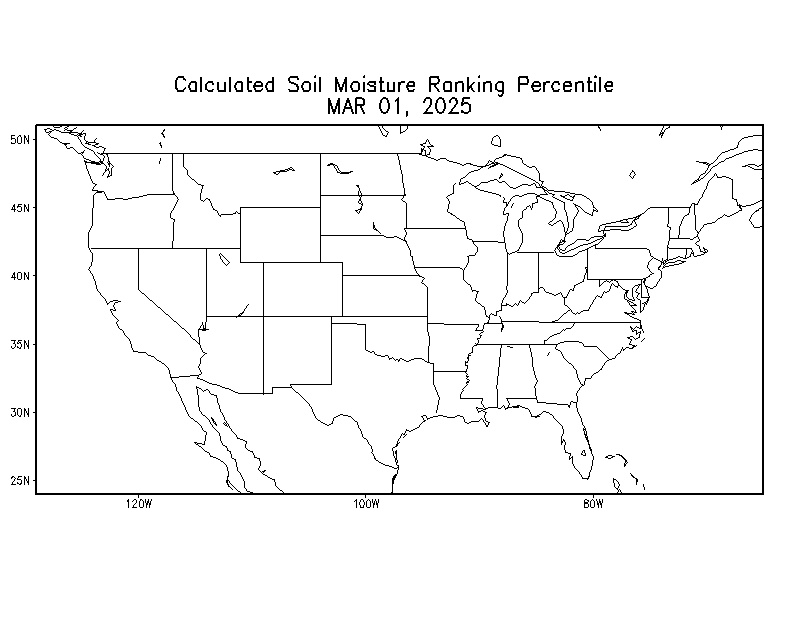 Calculated Soil Moisture Ranking Percentile
MAR 01, 2025
50N
45N
40N
35N
30N
25N
120W
100W
80W